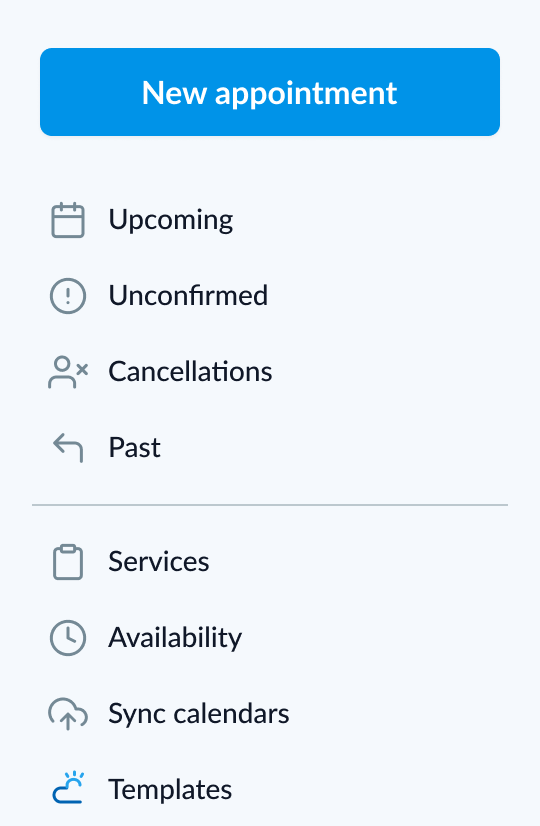 New appointment
Upcoming
Unconfirmed
Cancellations
Past
Services
Availability
Sync calendars
Templates